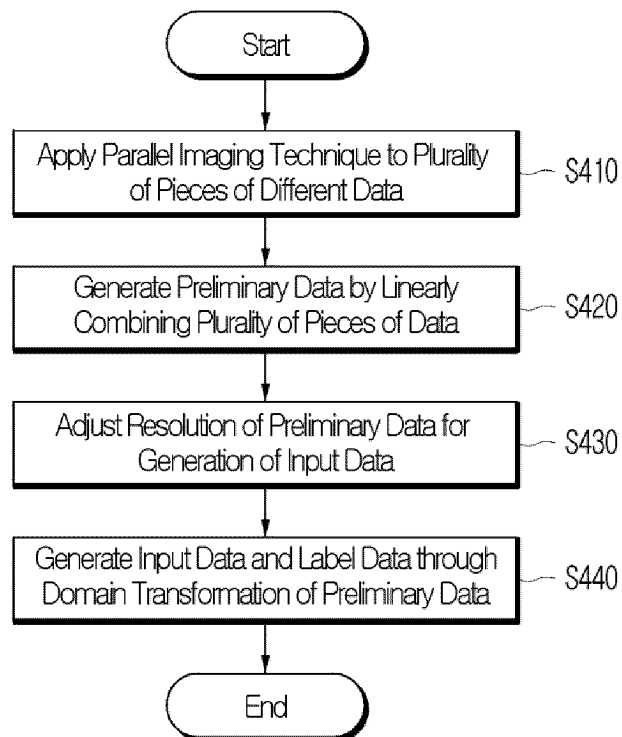 Start
Apply Parallel Imaging Technique to Plurality
of Pieces of Different Data
S410
Generate Preliminary Data by Linearly
Combining Plurality of Pieces of Data
S420
Adjust Resolution of Preliminary Data for
Generation of Input Data
S430
Generate Input Data and Label Data through
Domain Transformation of Preliminary Data
S440
End